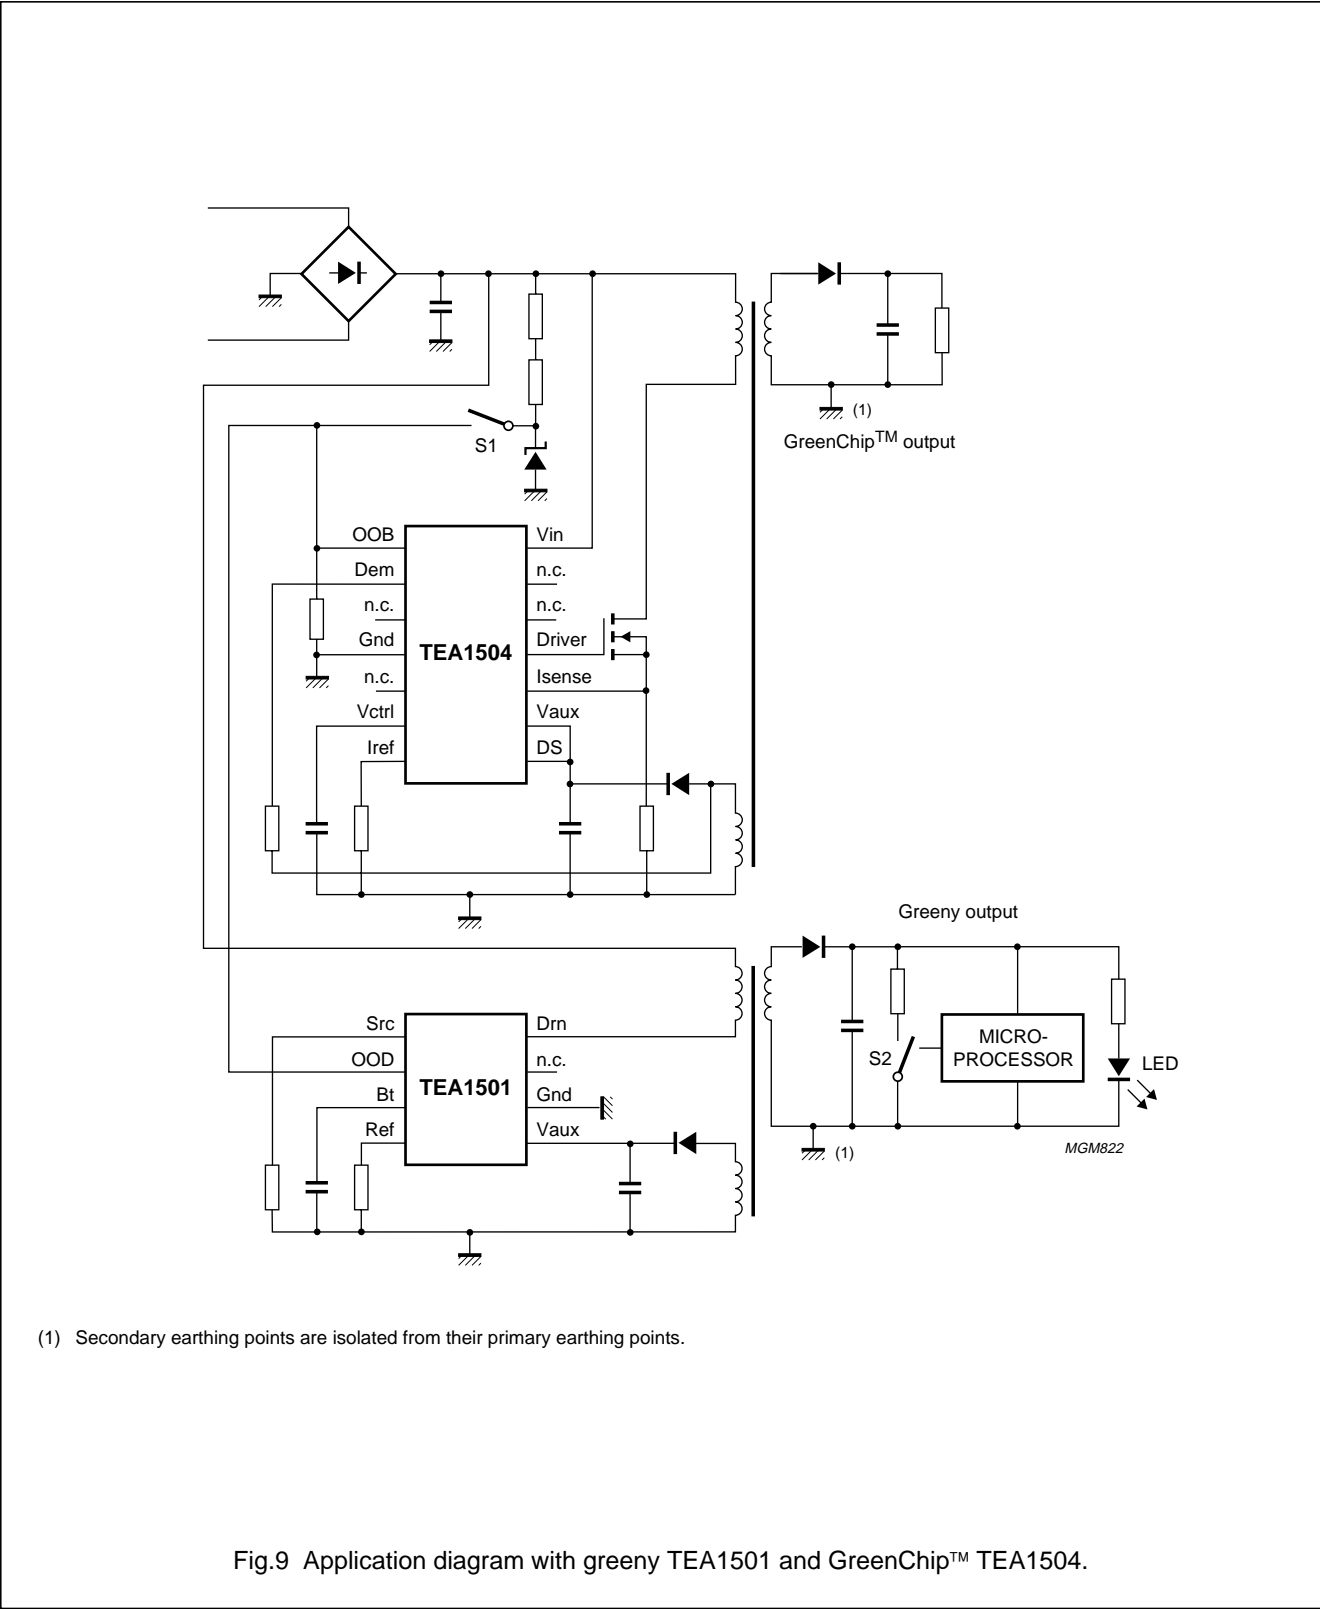 (1)
GreenChip™ output
S1
OOB
Vin
Dem
n.c.
n.c.
n.c.
Gnd
TEA1504
Driver
n.c.
Isense
Vctrl
Vaux
Iref
DS
Greeny output
Src
Drn
OOD
n.c.
TEA1501
Bt
Gnd
Ref
Vaux
S2
MICRO-
PROCESSOR
LED
(1)
MGM822
(1) Secondary earthing points are isolated from their primary earthing points.
Fig.9 Application diagram with greeny TEA1501 and GreenChip™ TEA1504.